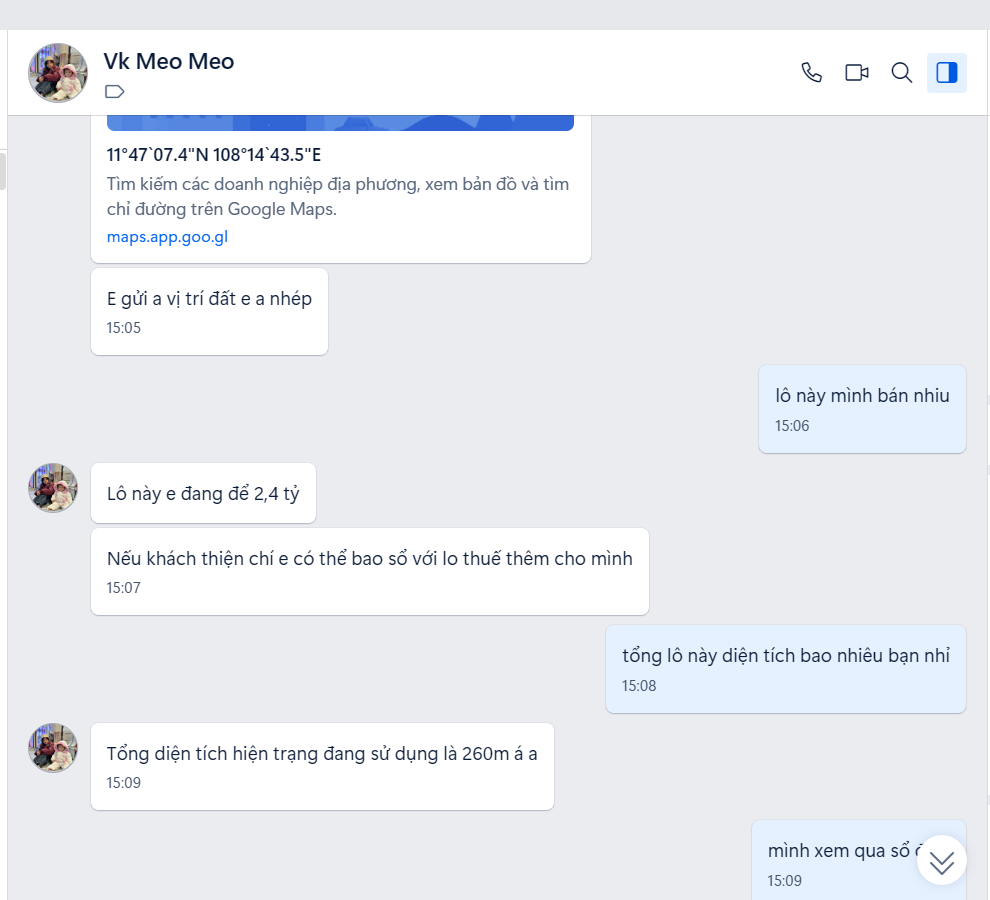 Vk Meo Meo
11°47`07.4"N 108°14`43.5"E
Tìm kiếm các doanh nghiệp địa phương, xem bản đồ và tìm
chỉ đường trên Google Maps.
maps.app.goo.gl
E gửi a vị trí đất e a nhép
15:05
lô này mình bán nhiu
15:06
Lô này e đang để 2,4 tỷ
Nếu khách thiện chí e có thể bao sổ với lo thuế thêm cho mình
15:07
tổng lô này diện tích bao nhiêu bạn nhỉ
15:08
Tổng diện tích hiện trạng đang sử dụng là 260m á a
15:09
mình xem qua sổ
15:09